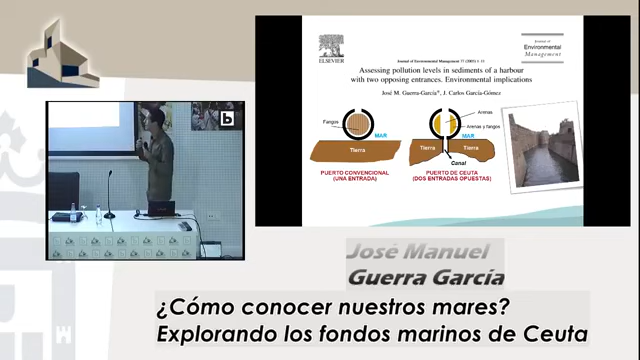 ELSEVIER
Journal of
Environmental
Management
Assessing pollution levels in sediments of a harbour
with two opposing entrances. Environmental implications
José M. Guerra-García*, J. Carlos García-Gómez
Fangos
MAR
Tierra
PUERTO CONVENCIONAL
(UNA ENTRADA)
Arenas
Arenas y fangos
MAR
Tierra
Tierra
Canal
PUERTO DE CEUTA
(DOS ENTRADAS OPUESTAS)
b
José Manuel
Guerra García
¿Cómo conocer nuestros mares?
Explorando los fondos marinos de Ceuta